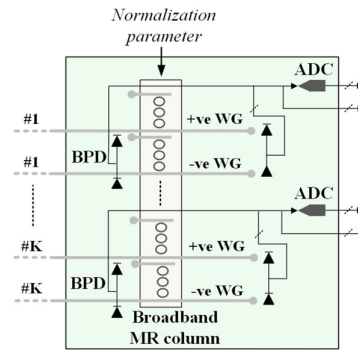 Normalization
parameter
ADC
#1
+ve WG
BPD
#1
-ve WG
ADC
#K
+ve WG
BPD
#K
-ve WG
Broadband
MR column